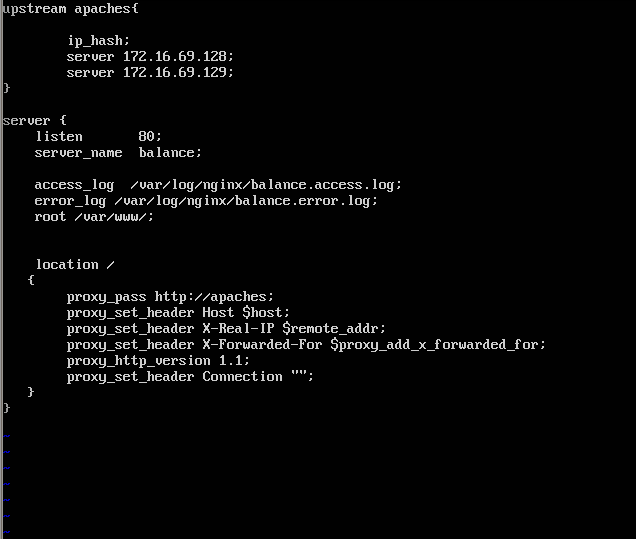 upstream apaches{
ip_hash;
server 172.16.69.128;
server 172.16.69.129;
}
server {
listen 80;
server_name balance;
access_log /var/log/nginx/balance.access.log;
error_log /var/log/nginx/balance.error.log;
root /var/www/;
location /
{
proxy_pass http://apaches;
proxy_set_header Host $host;
proxy_set_header X-Real-IP $remote_addr;
proxy_set_header X-Forwarded-For $proxy_add_x_forwarded_for;
proxy_http_version 1.1;
proxy_set_header Connection "";
}
}
~
~
~
~
~
~
~